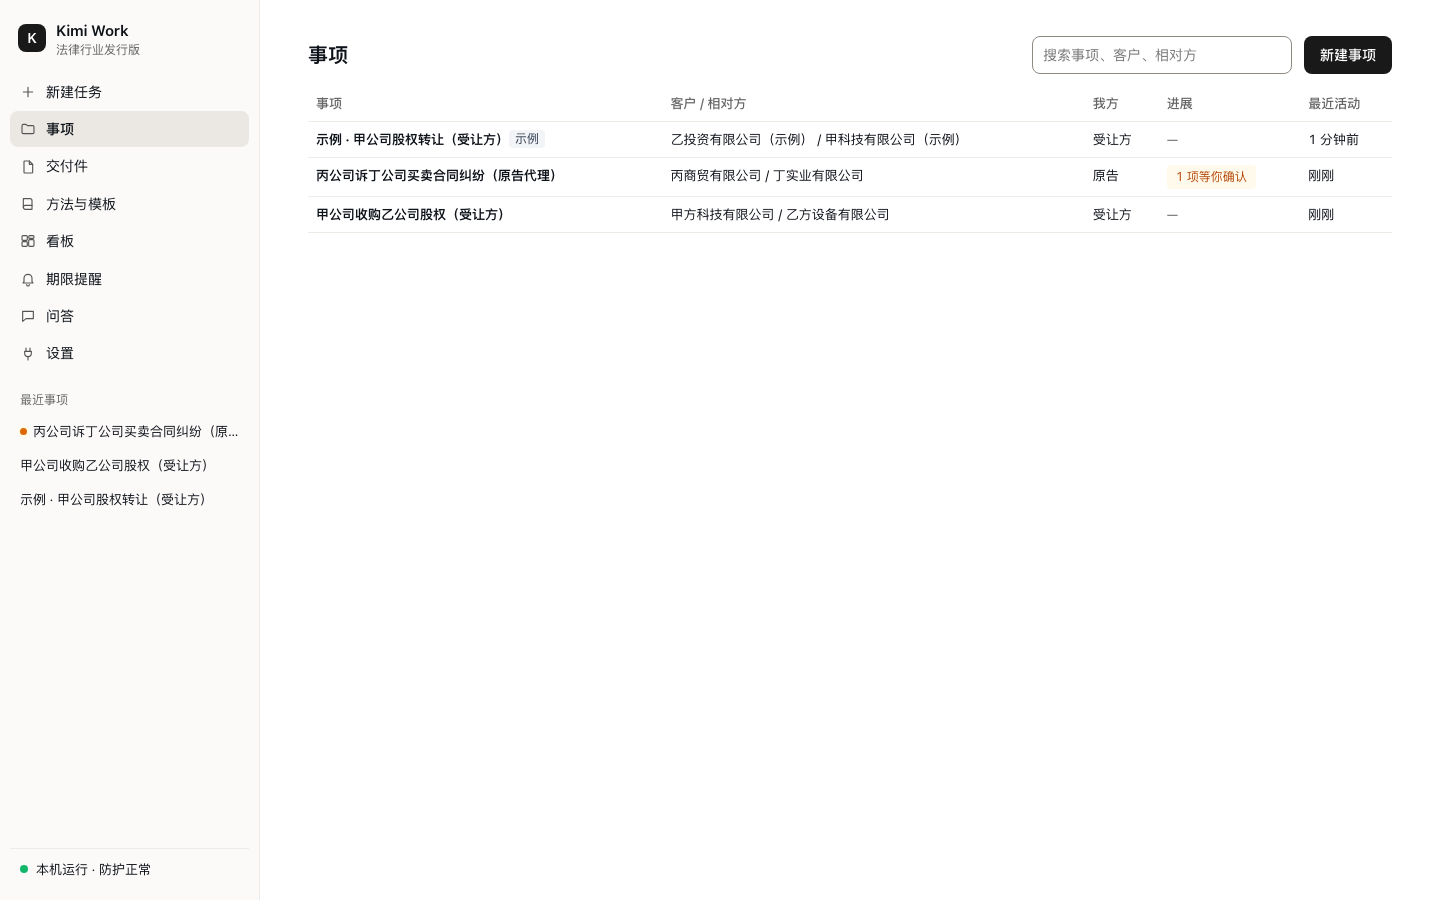 K
Kimi Work
法律行业发行版
新建任务
事项
交付件
方法与模板
看板
期限提醒
问答
设置
最近事项
丙公司诉丁公司买卖合同纠纷（原...
甲公司收购乙公司股权（受让方）
示例 · 甲公司股权转让（受让方）
本机运行 · 防护正常
事项
搜索事项、客户、相对方
新建事项
事项 客户 / 相对方 我方 进展 最近活动
示例 · 甲公司股权转让（受让方） 示例 乙投资有限公司（示例） / 甲科技有限公司（示例） 受让方 — 1 分钟前
丙公司诉丁公司买卖合同纠纷（原告代理） 丙商贸有限公司 / 丁实业有限公司 原告 1 项等你确认 刚刚
甲公司收购乙公司股权（受让方） 甲方科技有限公司 / 乙方设备有限公司 受让方 — 刚刚